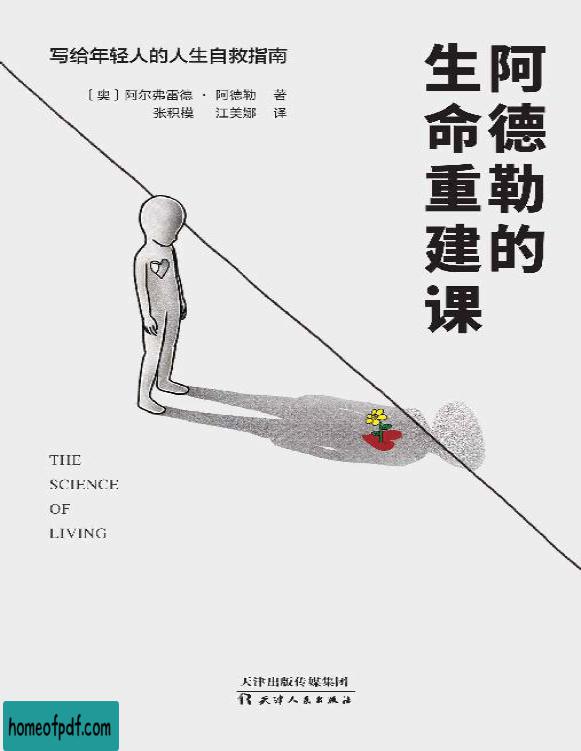 写给年轻人的人生自救指南
［奥］阿尔弗雷德 · 阿德勒 著
张积模 江美娜 译
阿德勒的
生命重建课
THE
SCIENCE
OF
LIVING
天津出版传媒集团
天津人民出版社
homeofpdf.com